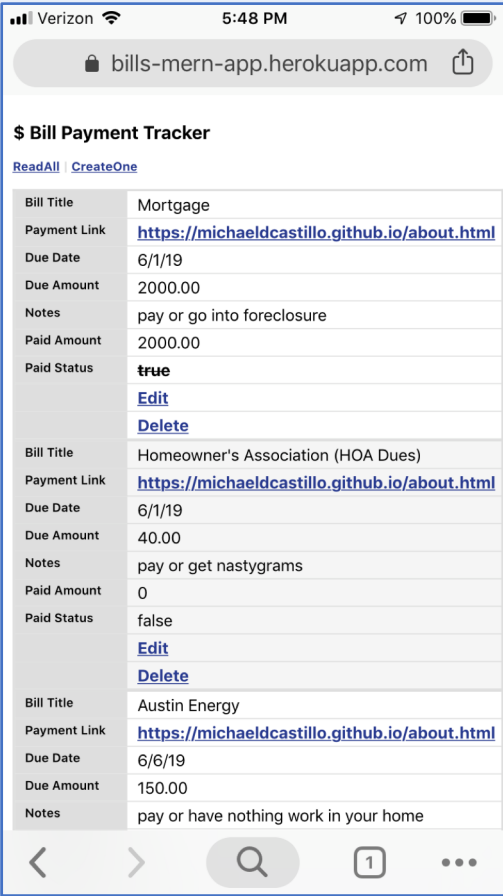 Verizon 5:48 PM 100%
bills-mern-app.herokuapp.com
$ Bill Payment Tracker
ReadAll | CreateOne
Bill Title Mortgage
Payment Link https://michaeldcastillo.github.io/about.html
Due Date 6/1/19
Due Amount 2000.00
Notes pay or go into foreclosure
Paid Amount 2000.00
Paid Status true
Edit
Delete
Bill Title Homeowner's Association (HOA Dues)
Payment Link https://michaeldcastillo.github.io/about.html
Due Date 6/1/19
Due Amount 40.00
Notes pay or get nastygrams
Paid Amount 0
Paid Status false
Edit
Delete
Bill Title Austin Energy
Payment Link https://michaeldcastillo.github.io/about.html
Due Date 6/6/19
Due Amount 150.00
Notes pay or have nothing work in your home
1